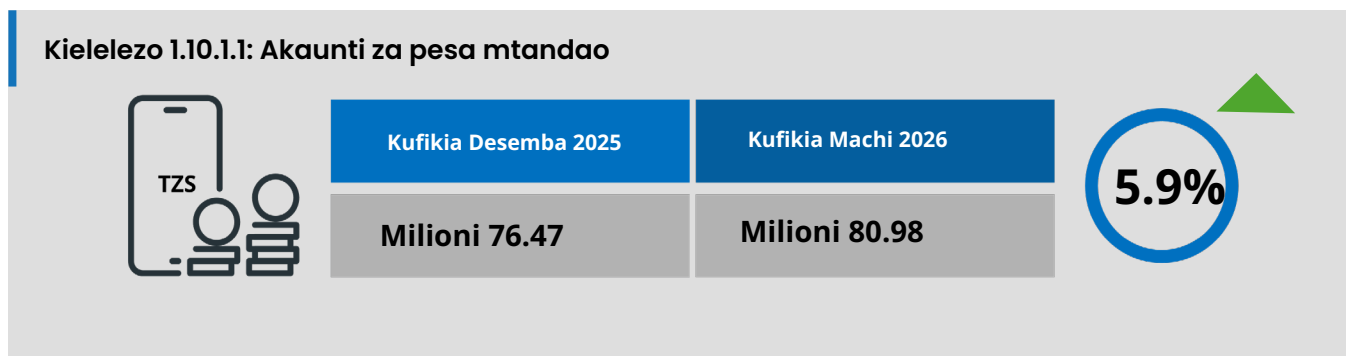 Kielelezo 1.10.1.1: Akaunti za pesa mtandao
TZS
Kufikia Desemba 2025
Kufikia Machi 2026
Milioni 76.47
Milioni 80.98
5.9%